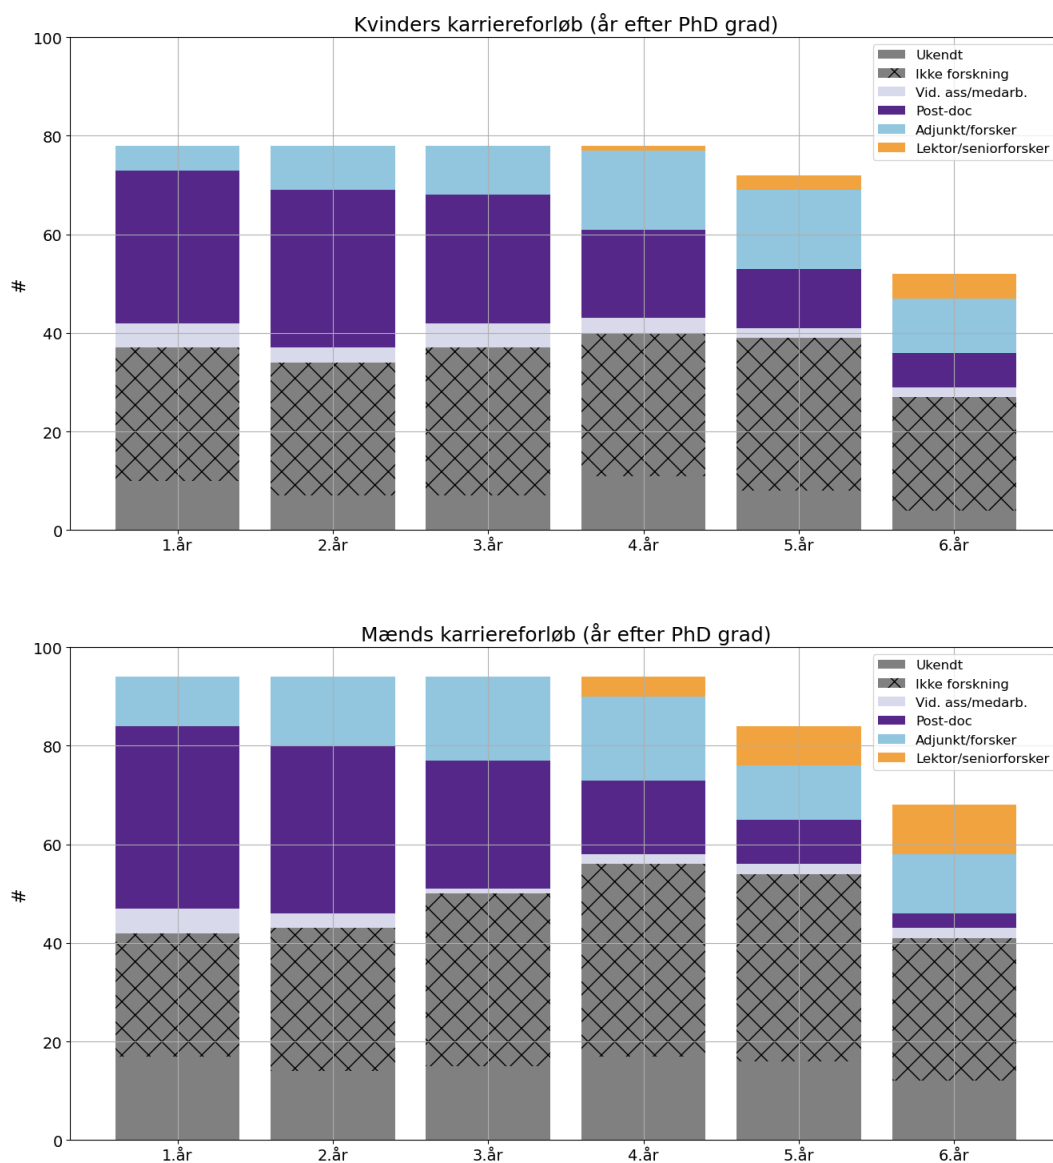 Kvinders karriereforløb (år efter PhD grad)
100
80
60
40
20
0
#
Ukendt
Ikke forskning
Vid. ass/medarb.
Post-doc
Adjunkt/forsker
Lektor/seniorforsker
1.år 2.år 3.år 4.år 5.år 6.år
Mænds karriereforløb (år efter PhD grad)
100
80
60
40
20
0
#
Ukendt
Ikke forskning
Vid. ass/medarb.
Post-doc
Adjunkt/forsker
Lektor/seniorforsker
1.år 2.år 3.år 4.år 5.år 6.år